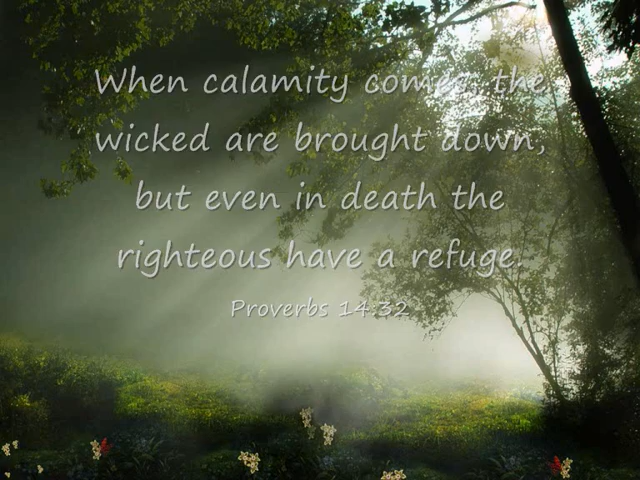 When calamity comes, the
wicked are brought down,
but even in death the
righteous have a refuge.
Proverbs 14:32